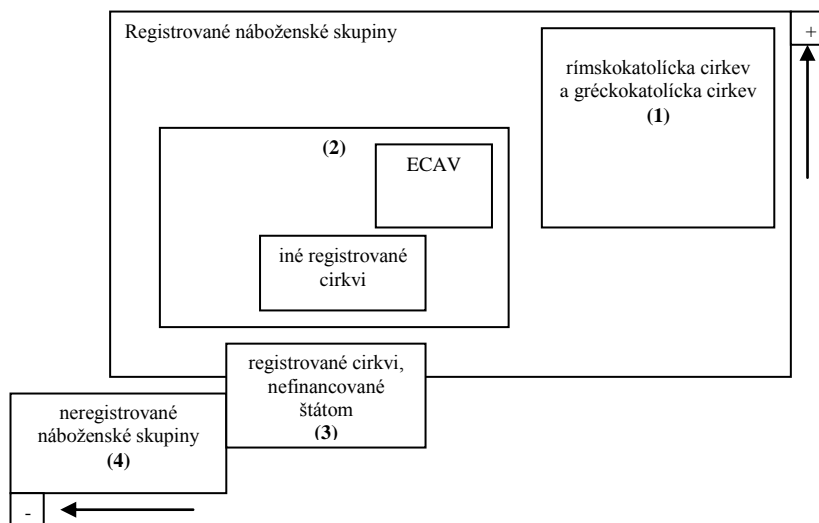 Registrované náboženské skupiny
+
rímskokatolícka cirkev
a gréckokatolícka cirkev
(1)
(2)
ECAV
iné registrované
cirkvi
registrované cirkvi,
nefinancované
štátom
(3)
neregistrované
náboženské skupiny
(4)
-